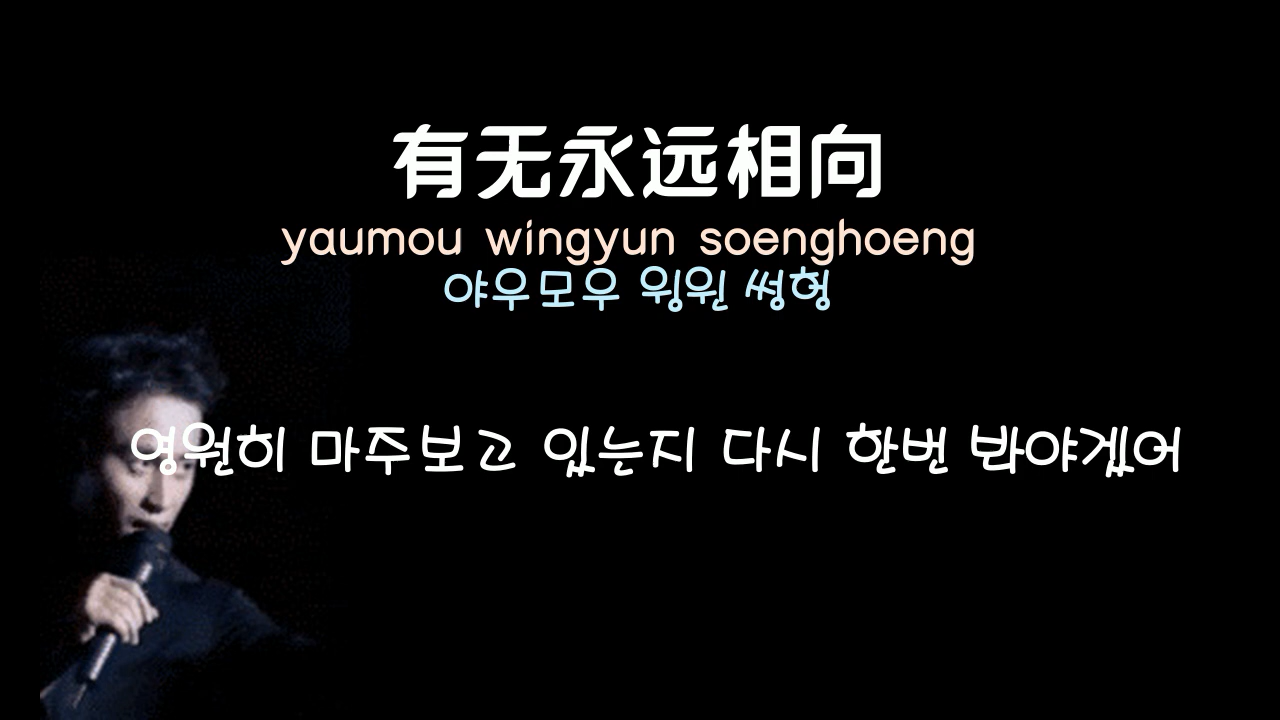 有无永远相向
yaumou wingyun soenghoeng
야우모우 윙윈 썽형
영원히 마주보고 있는지 다시 한번 봐야겠어